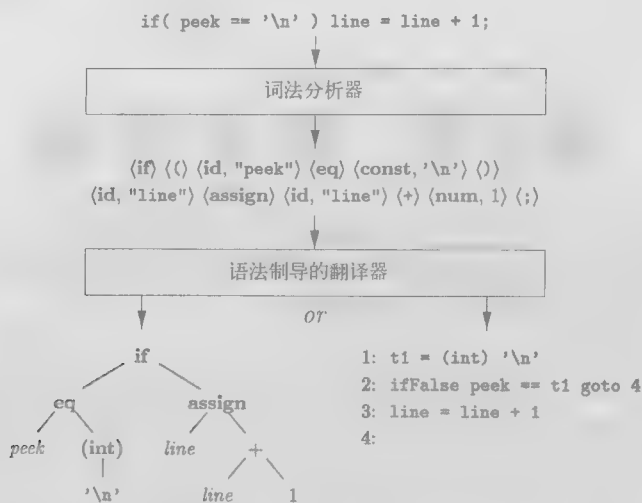 if( peek == '\n' ) line = line + 1;
词法分析器
⟨if⟩ ⟨(⟩ ⟨id, "peek"⟩ ⟨eq⟩ ⟨const, '\n'⟩ ⟨)⟩
⟨id, "line"⟩ ⟨assign⟩ ⟨id, "line"⟩ ⟨+⟩ ⟨num, 1⟩ ⟨;⟩
语法制导的翻译器
or
if
eq assign
peek (int) line +
'\n' line 1
1: t1 = (int) '\n'
2: ifFalse peek == t1 goto 4
3: line = line + 1
4: